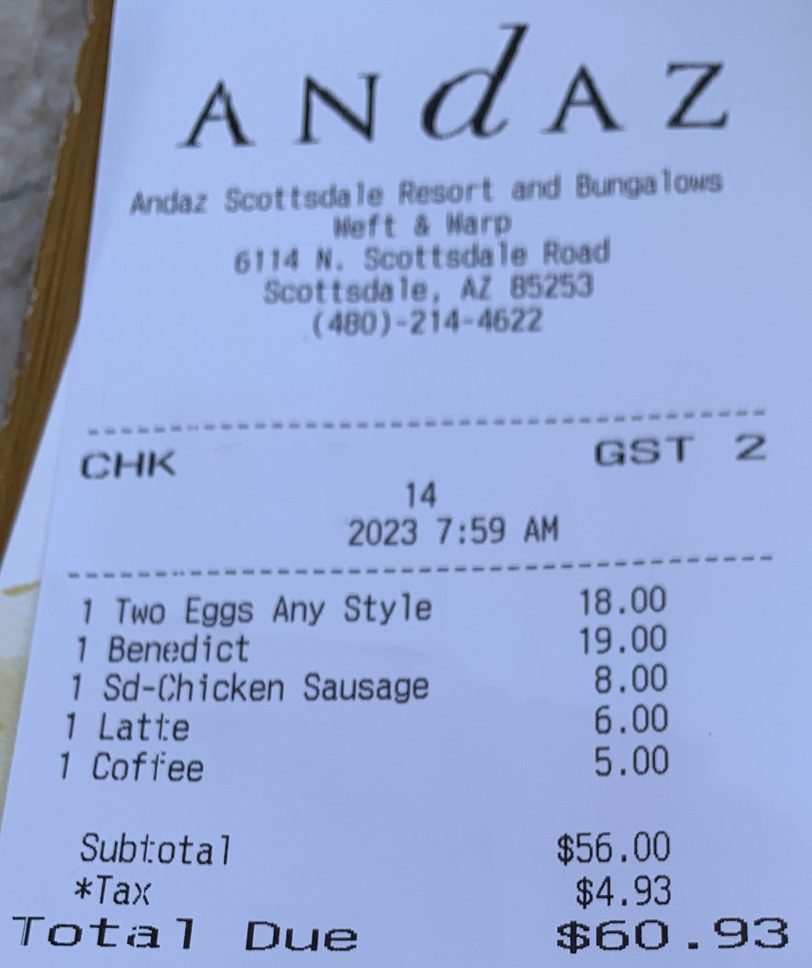 ANdAZ
Andaz Scottsdale Resort and Bungalows
Weft & Warp
6114 N. Scottsdale Road
Scottsdale, AZ 85253
(480)-214-4622
CHK GST 2
14
2023 7:59 AM
1 Two Eggs Any Style 18.00
1 Benedict 19.00
1 Sd-Chicken Sausage 8.00
1 Latte 6.00
1 Coffee 5.00
Subtotal $56.00
*Tax $4.93
Total Due $60.93